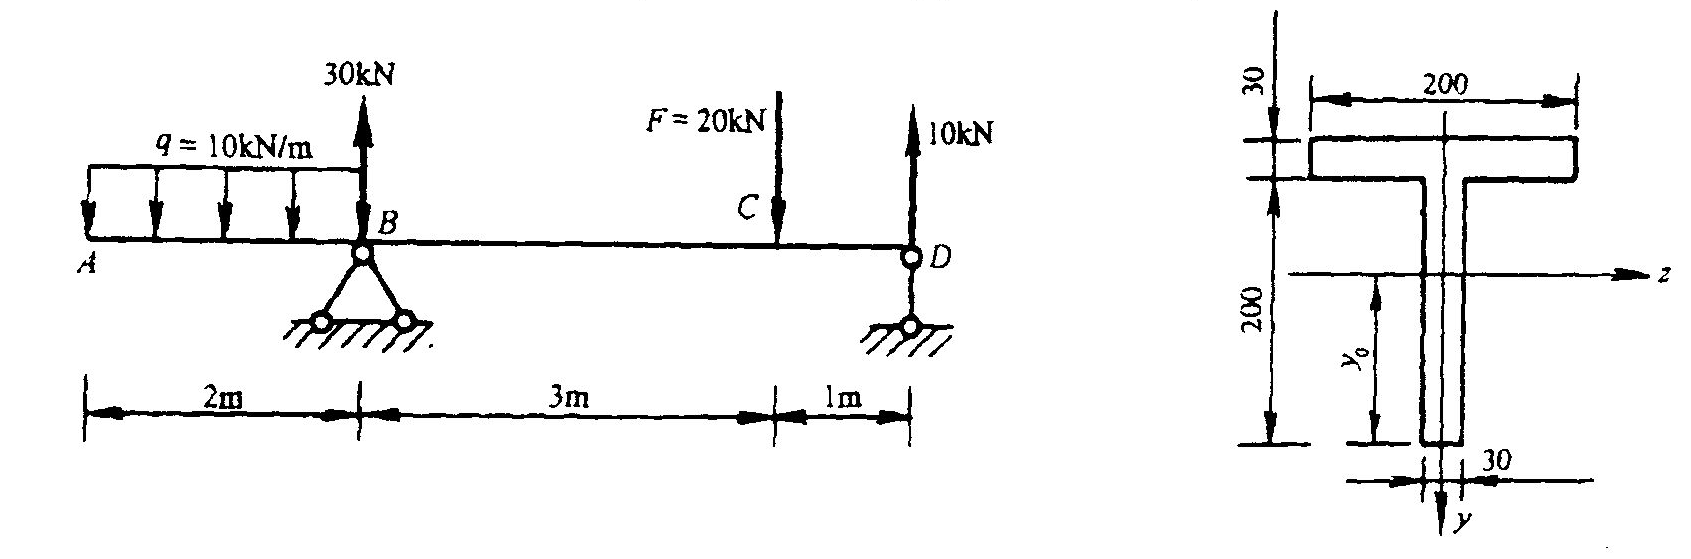 30kN
F = 20kN
q = 10kN/m
10kN
C
B
A
D
2m
3m
1m
30
200
z
200
y₀
30
y